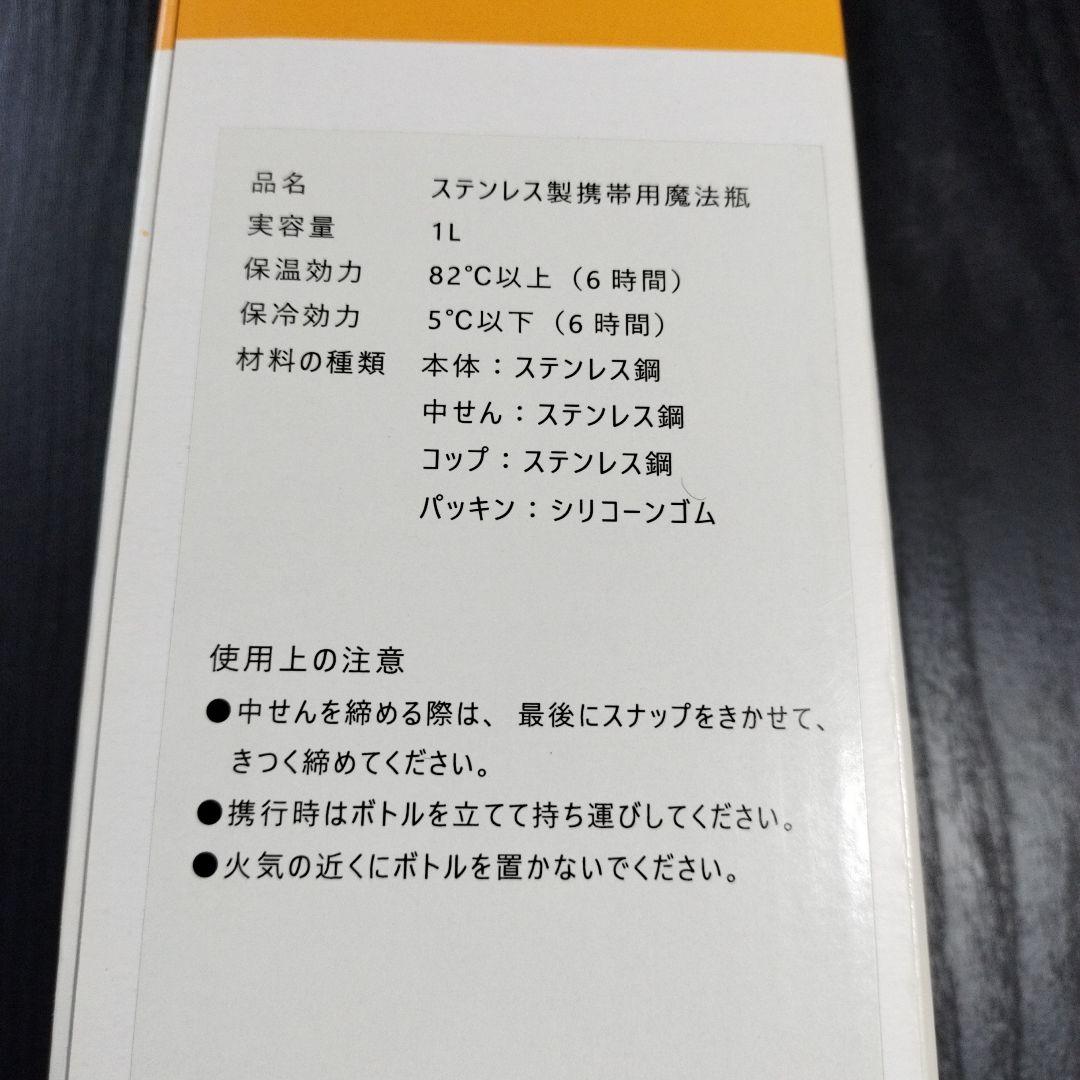 品名 ステンレス製携帯用魔法瓶
実容量 1L
保温効力 82℃以上（6時間）
保冷効力 5℃以下（6時間）
材料の種類 本体：ステンレス鋼
中せん：ステンレス鋼
コップ：ステンレス鋼
パッキン：シリコーンゴム
使用上の注意
●中せんを締める際は、最後にスナップをきかせて、
きつく締めてください。
●携行時はボトルを立てて持ち運びしてください。
●火気の近くにボトルを置かないでください。